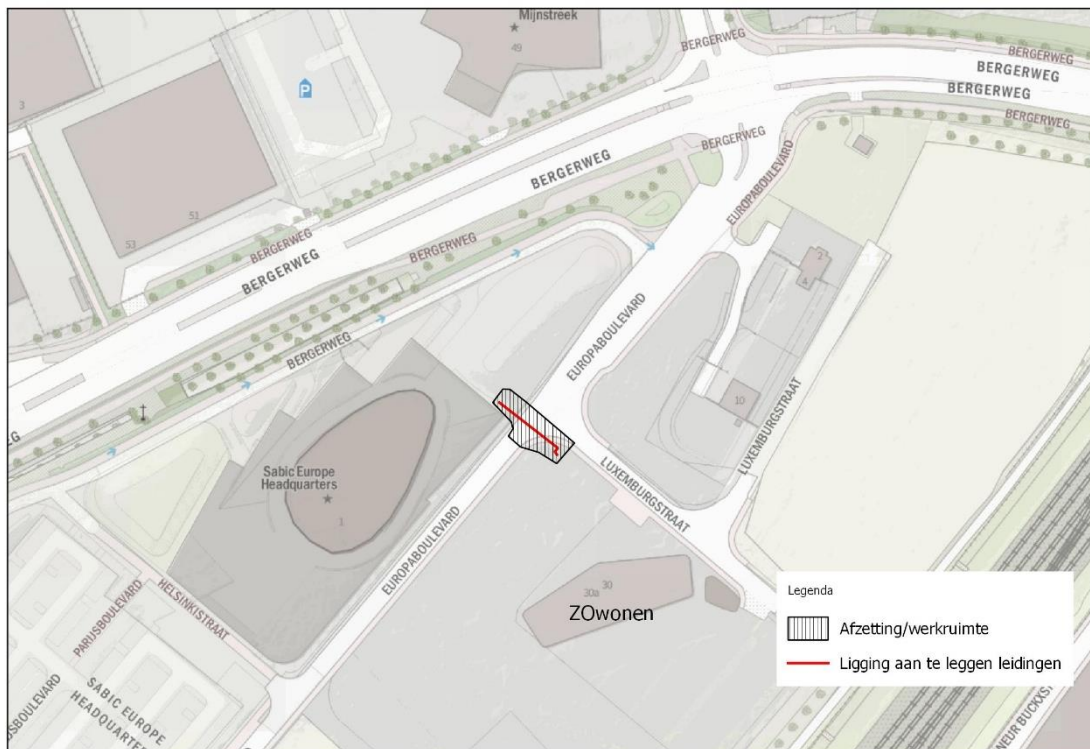 Mijnstreek
49
BERGERWEG
BERGERWEG
BERGERWEG
BERGERWEG
3
P
BERGERWEG
BERGERWEG
EUROPABOULEVARD
51
53
BERGERWEG
BERGERWEG
BERGERWEG
2
4
EUROPABOULEVARD
BERGERWEG
10
LUXEMBURGSTRAAT
Sabic Europe
Headquarters
1
LUXEMBURGSTRAAT
EUROPABOULEVARD
HELSINKISTRAAT
PARIJSBOULEVARD
30a 30
ZOwonen
SABIC EUROPE
HEADQUARTERS
Legenda
Afzetting/werkruimte
Ligging aan te leggen leidingen